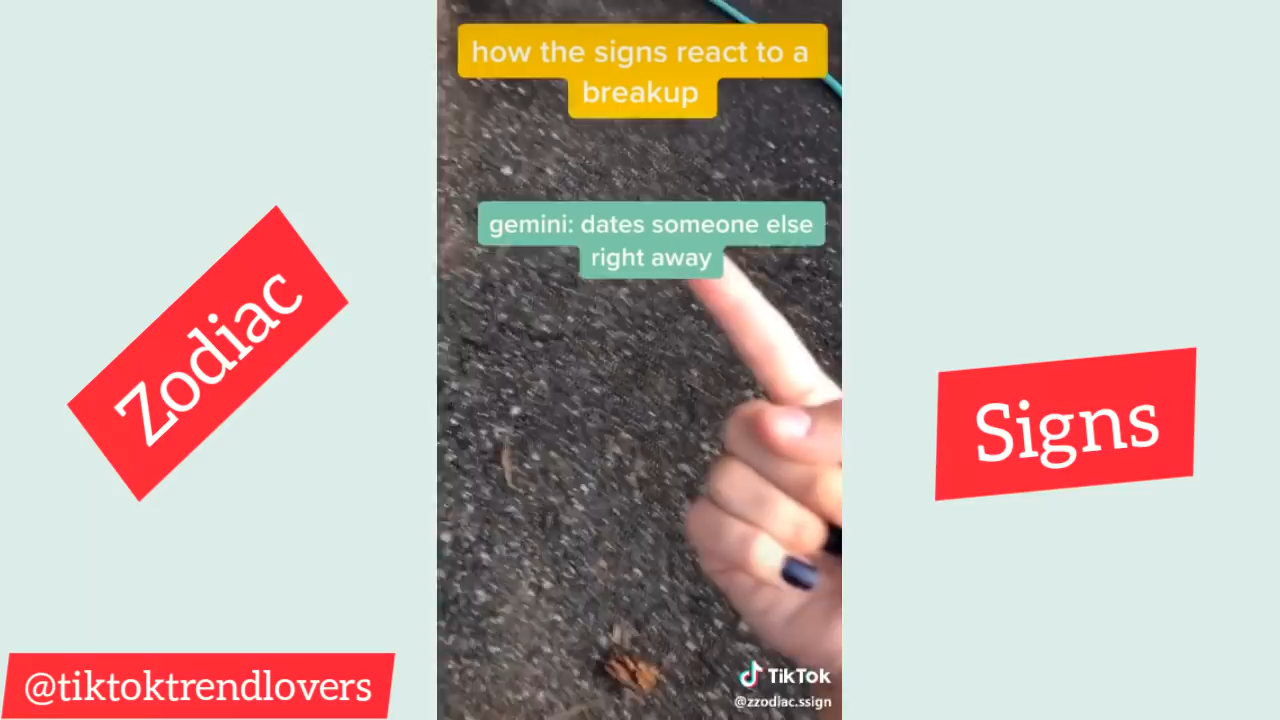 how the signs react to a
breakup
gemini: dates someone else
right away
Zodiac
Signs
@tiktoktrendlovers
TikTok
@zzodiac.ssign